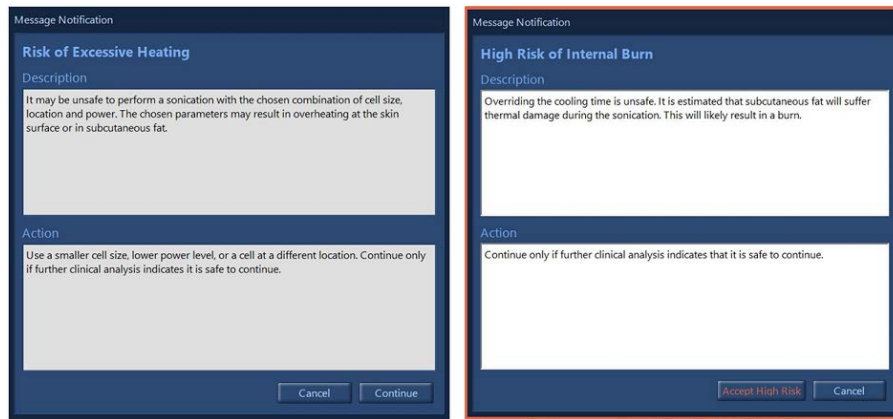 Message Notification
Risk of Excessive Heating
Description
It may be unsafe to perform a sonication with the chosen combination of cell size,
location and power. The chosen parameters may result in overheating at the skin
surface or in subcutaneous fat.
Action
Use a smaller cell size, lower power level, or a cell at a different location. Continue only
if further clinical analysis indicates it is safe to continue.
Cancel
Continue
Message Notification
High Risk of Internal Burn
Description
Overriding the cooling time is unsafe. It is estimated that subcutaneous fat will suffer
thermal damage during the sonication. This will likely result in a burn.
Action
Continue only if further clinical analysis indicates that it is safe to continue.
Accept High Risk
Cancel